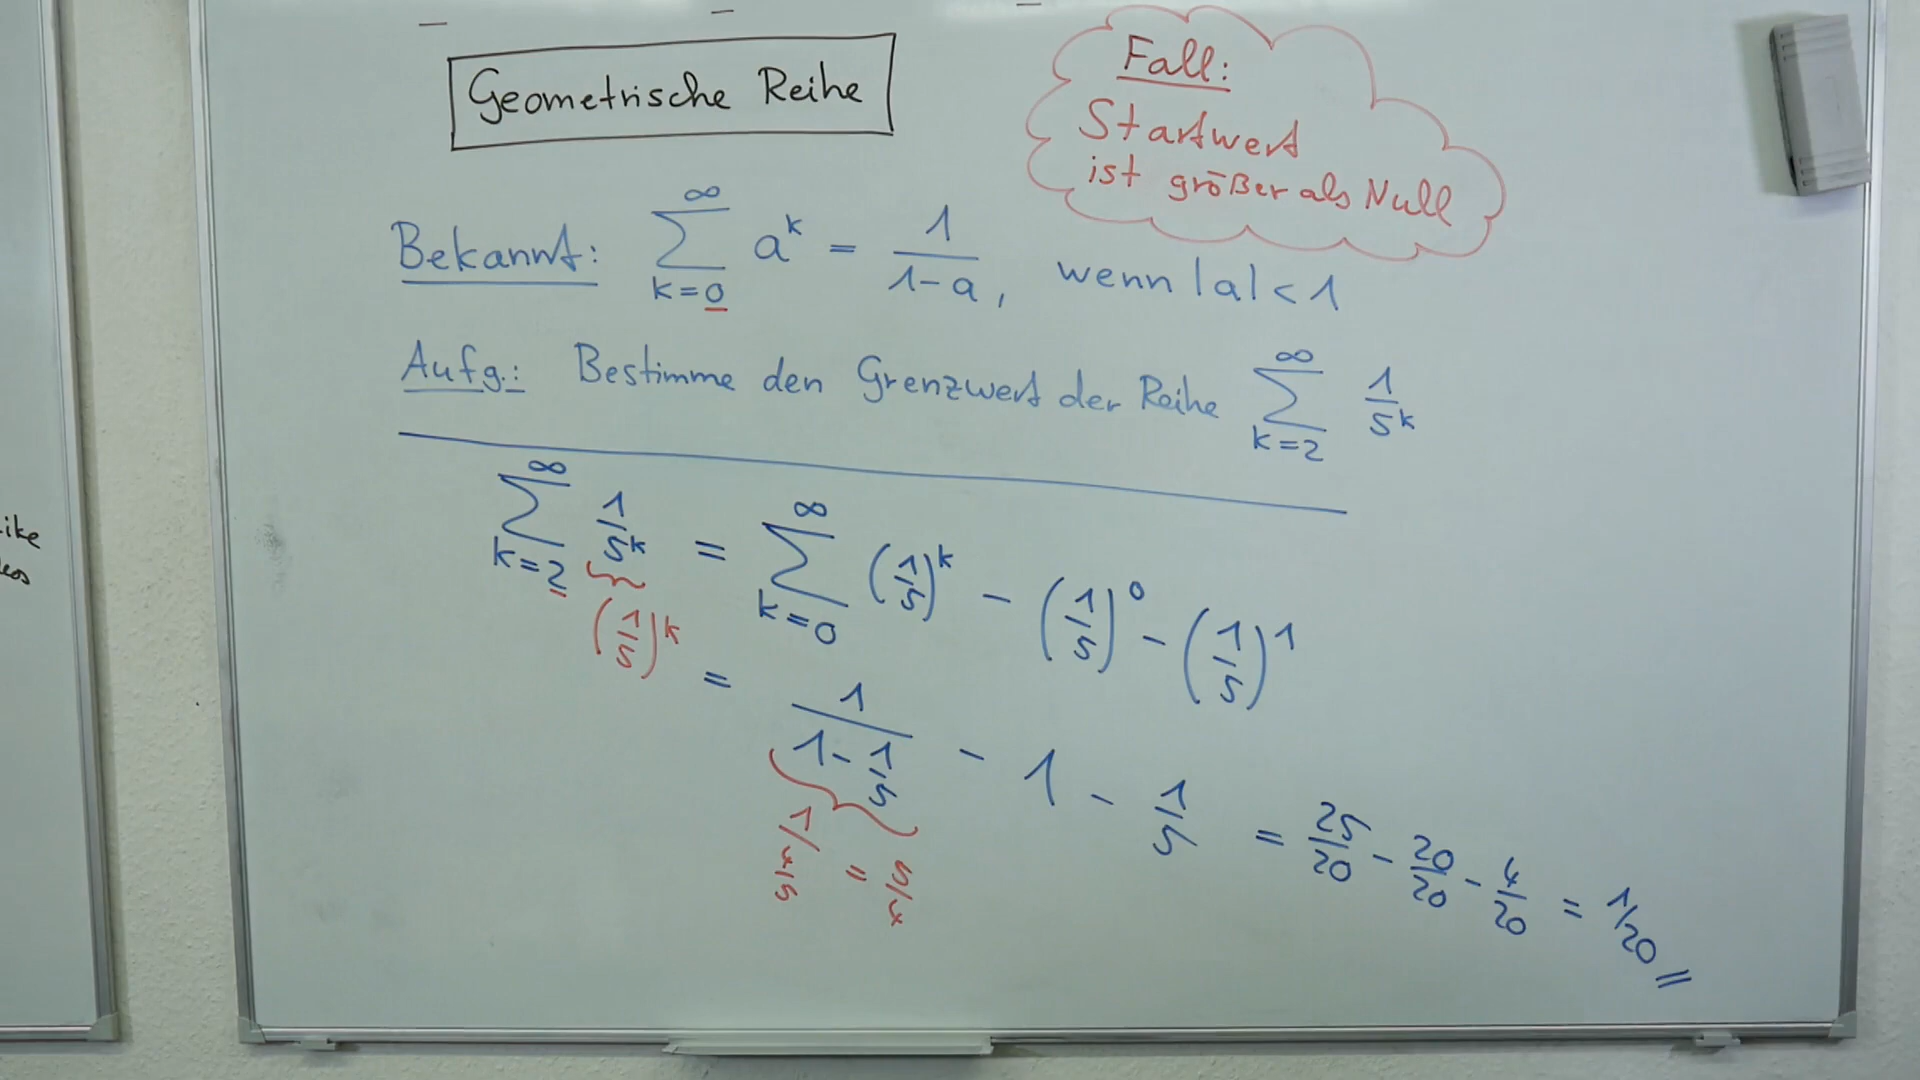 Geometrische Reihe
Fall:
Startwert
ist größer als Null
Bekannt: ∑_{k=0}^{∞} a^k = 1/(1-a), wenn |a| < 1
Aufg.: Bestimme den Grenzwert der Reihe ∑_{k=2}^{∞} 1/5^k
∑_{k=2}^{∞} 1/5^k = ∑_{k=0}^{∞} (1/5)^k - (1/5)^0 - (1/5)^1
(1/5)^k
= 1/(1-1/5) - 1 - 1/5 = 25/20 - 20/20 - 4/20 = 1/20
1/(4/5) = 5/4
ike